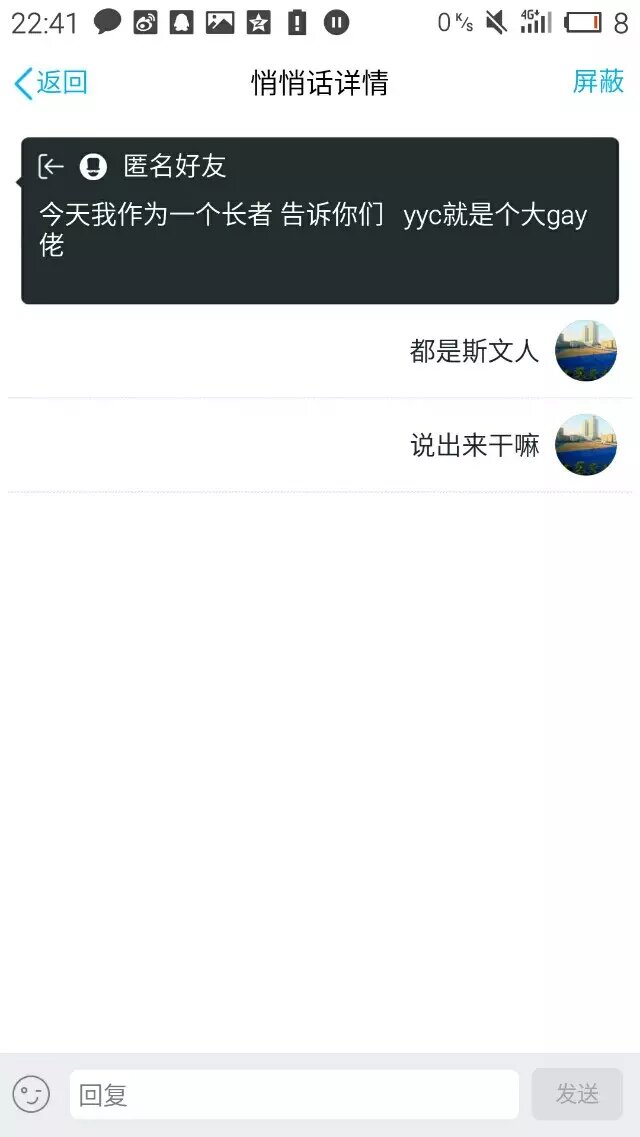 22:41 0 K/s 4G+ 8
返回 悄悄话详情 屏蔽
匿名好友
今天我作为一个长者 告诉你们 yyc就是个大gay
佬
都是斯文人
说出来干嘛
回复 发送